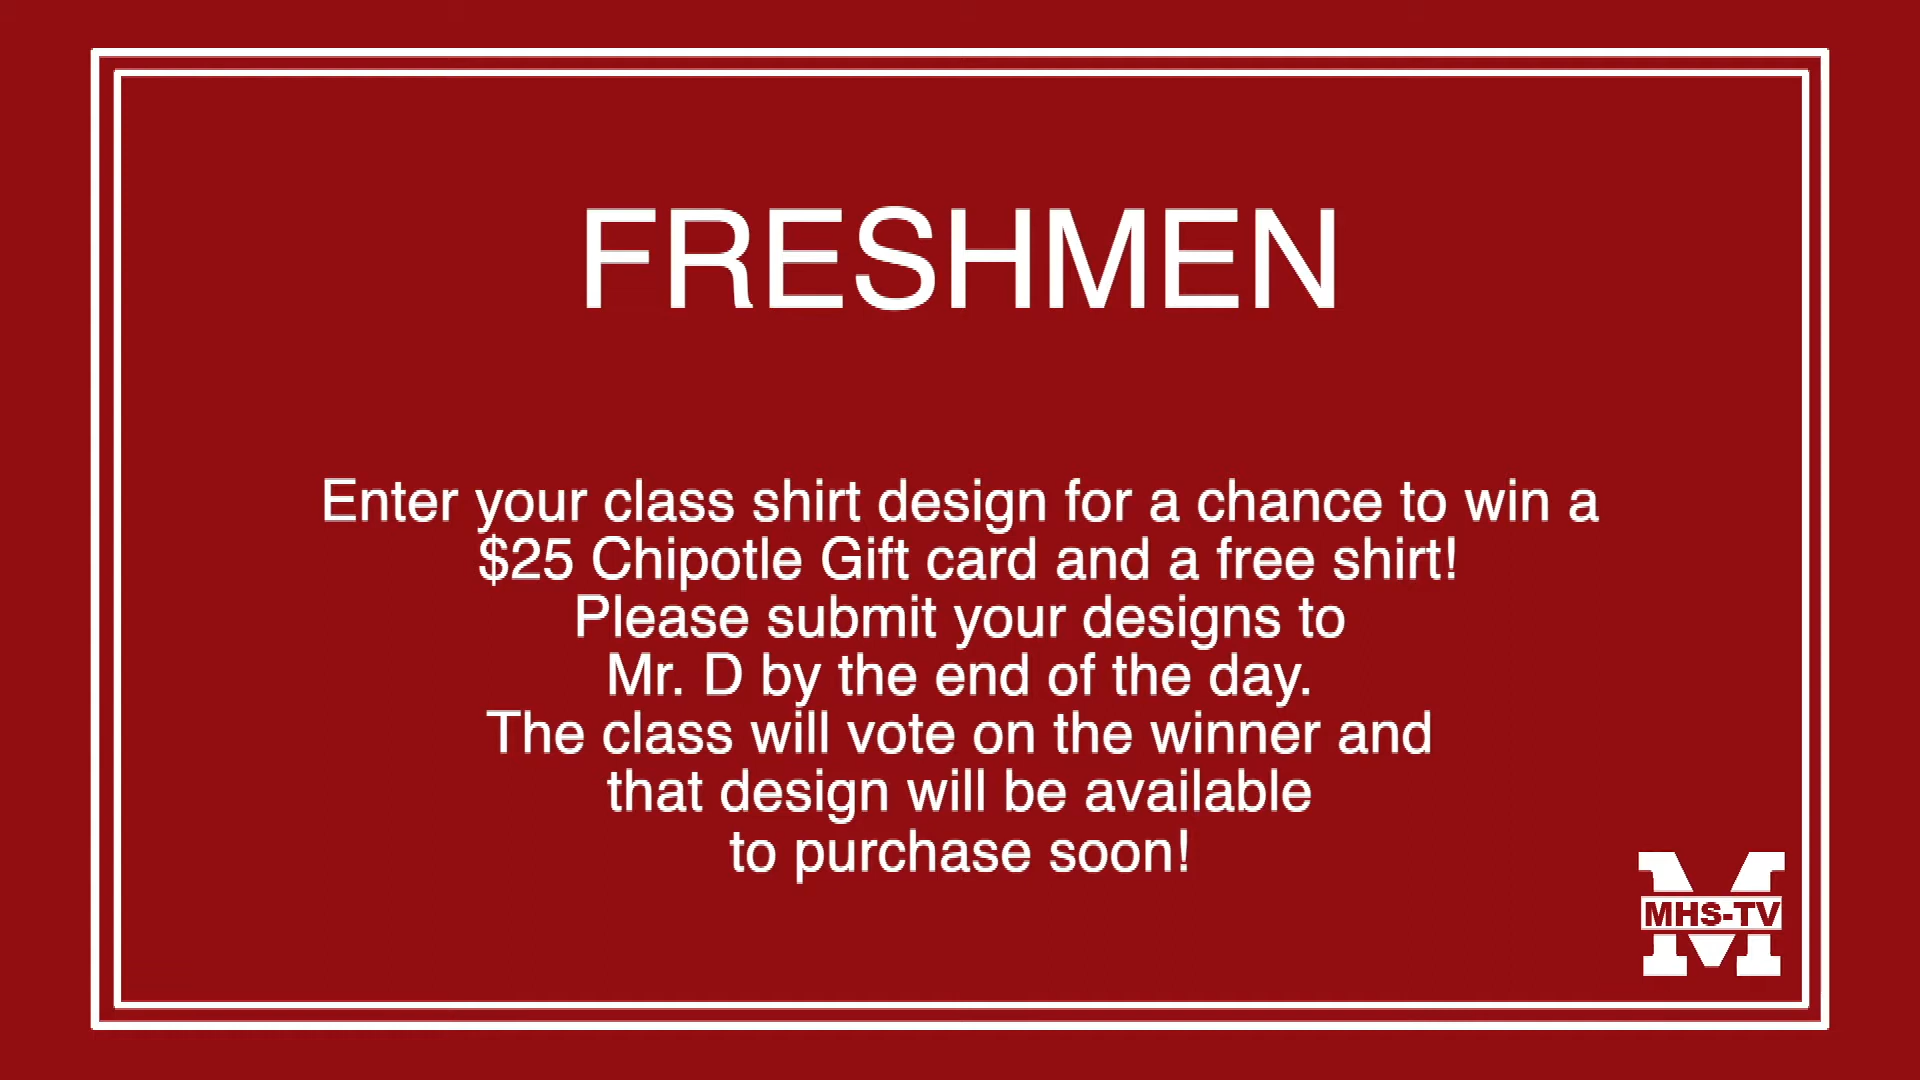 FRESHMEN
Enter your class shirt design for a chance to win a
$25 Chipotle Gift card and a free shirt!
Please submit your designs to
Mr. D by the end of the day.
The class will vote on the winner and
that design will be available
to purchase soon!
M
MHS-TV